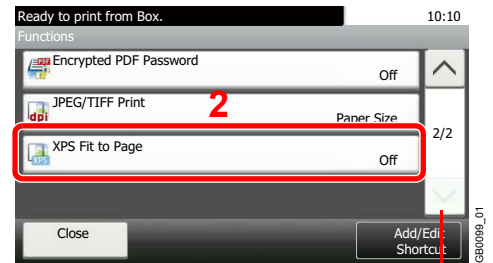 Ready to print from Box.
10:10
Functions
Encrypted PDF Password
Off
JPEG/TIFF Print
2
Paper Size
2/2
XPS Fit to Page
Off
Close
Add/Edit
Shortcut
GB0099_01